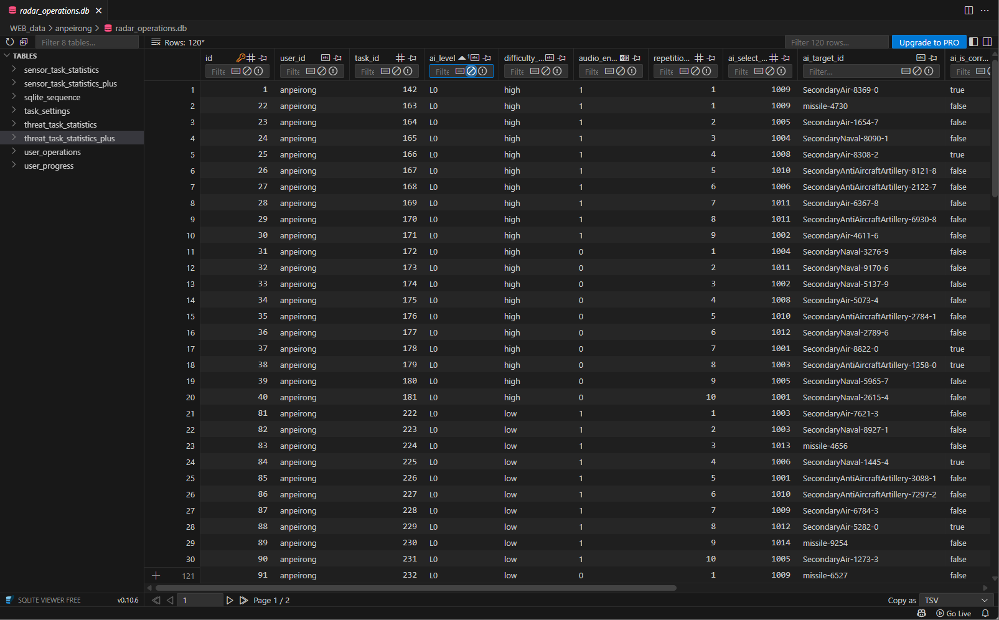 radar_operations.db
WEB_data > anpeirong > radar_operations.db
Filter 8 tables...
Rows: 120*
Filter 120 rows...
Upgrade to PRO
TABLES
sensor_task_statistics
sensor_task_statistics_plus
sqlite_sequence
task_settings
threat_task_statistics
threat_task_statistics_plus
user_operations
user_progress
id user_id task_id ai_level 1 difficulty_... audio_en... repetitio... ai_select_... ai_target_id ai_is_corr...
Filte Filte Filte Filte Filte Filte Filte Filte Filter... Filte
1 1 anpeirong 142 L0 high 1 1 1009 SecondaryAir-8369-0 true
2 22 anpeirong 163 L0 high 1 1 1009 missile-4730 false
3 23 anpeirong 164 L0 high 1 2 1005 SecondaryAir-1654-7 false
4 24 anpeirong 165 L0 high 1 3 1004 SecondaryNaval-8090-1 false
5 25 anpeirong 166 L0 high 1 4 1008 SecondaryAir-8308-2 true
6 26 anpeirong 167 L0 high 1 5 1010 SecondaryAntiAircraftArtillery-8121-8 false
7 27 anpeirong 168 L0 high 1 6 1006 SecondaryAntiAircraftArtillery-2122-7 false
8 28 anpeirong 169 L0 high 1 7 1011 SecondaryAir-6367-8 false
9 29 anpeirong 170 L0 high 1 8 1011 SecondaryAntiAircraftArtillery-6930-8 false
10 30 anpeirong 171 L0 high 1 9 1002 SecondaryAir-4611-6 false
11 31 anpeirong 172 L0 high 0 1 1004 SecondaryNaval-3276-9 false
12 32 anpeirong 173 L0 high 0 2 1011 SecondaryNaval-9170-6 false
13 33 anpeirong 174 L0 high 0 3 1002 SecondaryNaval-5137-9 false
14 34 anpeirong 175 L0 high 0 4 1008 SecondaryAir-5073-4 false
15 35 anpeirong 176 L0 high 0 5 1010 SecondaryAntiAircraftArtillery-2784-1 false
16 36 anpeirong 177 L0 high 0 6 1012 SecondaryNaval-2789-6 false
17 37 anpeirong 178 L0 high 0 7 1001 SecondaryAir-8822-0 true
18 38 anpeirong 179 L0 high 0 8 1003 SecondaryAntiAircraftArtillery-1358-0 true
19 39 anpeirong 180 L0 high 0 9 1005 SecondaryNaval-5965-7 false
20 40 anpeirong 181 L0 high 0 10 1001 SecondaryNaval-2615-4 false
21 81 anpeirong 222 L0 low 1 1 1003 SecondaryAir-7621-3 false
22 82 anpeirong 223 L0 low 1 2 1003 SecondaryNaval-8927-1 false
23 83 anpeirong 224 L0 low 1 3 1013 missile-4656 false
24 84 anpeirong 225 L0 low 1 4 1006 SecondaryNaval-1445-4 true
25 85 anpeirong 226 L0 low 1 5 1001 SecondaryAntiAircraftArtillery-3088-1 false
26 86 anpeirong 227 L0 low 1 6 1010 SecondaryAntiAircraftArtillery-7297-2 false
27 87 anpeirong 228 L0 low 1 7 1009 SecondaryAir-6784-3 false
28 88 anpeirong 229 L0 low 1 8 1012 SecondaryAir-5282-0 true
29 89 anpeirong 230 L0 low 1 9 1014 missile-9254 false
30 90 anpeirong 231 L0 low 1 10 1005 SecondaryAir-1273-3 false
121 91 anpeirong 232 L0 low 0 1 1009 missile-6527 false
SQLITE VIEWER FREE v0.10.6
1 Page 1 / 2
Copy as TSV
Go Live